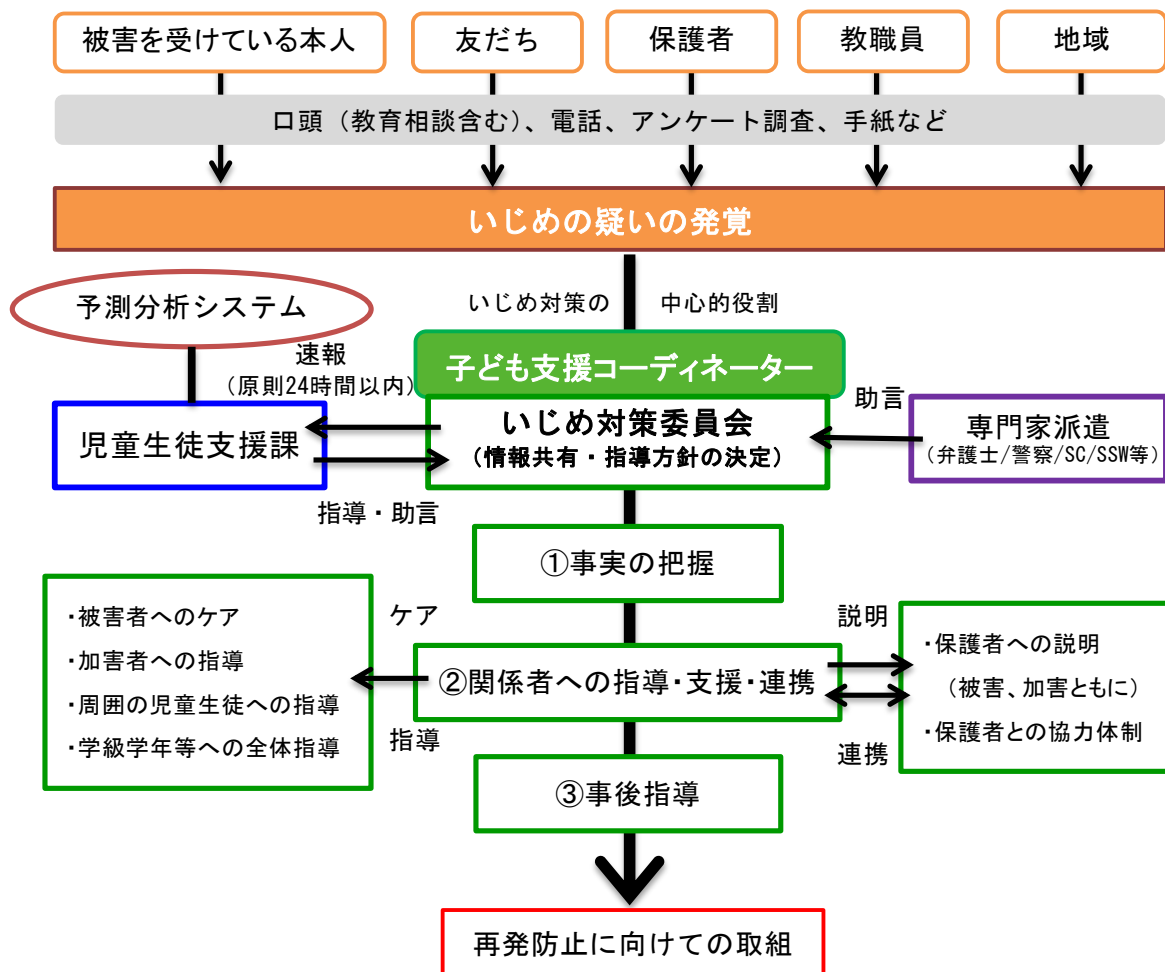 被害を受けている本人
友だち
保護者
教職員
地域
口頭（教育相談含む）、電話、アンケート調査、手紙など
いじめの疑いの発覚
いじめ対策の
中心的役割
予測分析システム
速報
（原則24時間以内）
子ども支援コーディネーター
いじめ対策委員会
（情報共有・指導方針の決定）
助言
児童生徒支援課
専門家派遣
（弁護士/警察/SC/SSW等）
指導・助言
①事実の把握
・被害者へのケア
・加害者への指導
・周囲の児童生徒への指導
・学級学年等への全体指導
ケア
指導
②関係者への指導・支援・連携
説明
連携
・保護者への説明
（被害、加害ともに）
・保護者との協力体制
③事後指導
再発防止に向けての取組